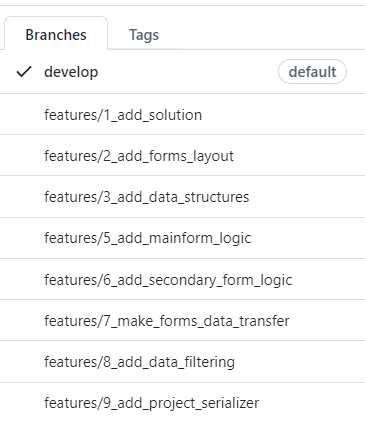 Branches Tags
develop default
features/1_add_solution
features/2_add_forms_layout
features/3_add_data_structures
features/5_add_mainform_logic
features/6_add_secondary_form_logic
features/7_make_forms_data_transfer
features/8_add_data_filtering
features/9_add_project_serializer